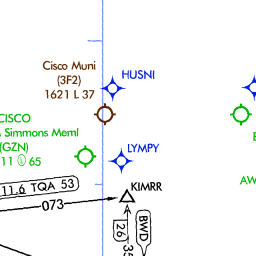 Cisco Muni
(3F2)
1621 L 37
HUSNI
CISCO
Simmons Meml
(GZN)
11 Ⓛ 65
LYMPY
AW
11.6 TQA 53
KIMRR
073
26
35
BWD